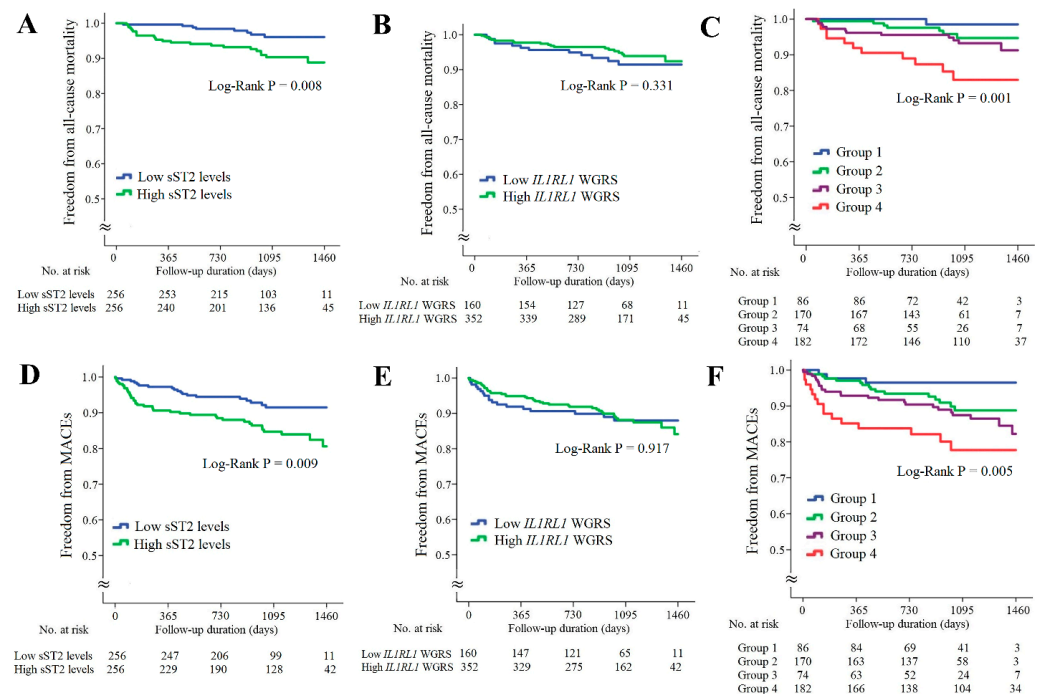 A
Freedom from all-cause mortality
1.0
0.9
0.8
0.7
0.6
0.5
Log-Rank P = 0.008
Low sST2 levels
High sST2 levels
≈
0 365 730 1095 1460
No. at risk Follow-up duration (days)
Low sST2 levels 256 253 215 103 11
High sST2 levels 256 240 201 136 45
B
Freedom from all-cause mortality
1.0
0.9
0.8
0.7
0.6
0.5
Log-Rank P = 0.331
Low IL1RL1 WGRS
High IL1RL1 WGRS
≈
0 365 730 1095 1460
No. at risk Follow-up duration (days)
Low IL1RL1 WGRS 160 154 127 68 11
High IL1RL1 WGRS 352 339 289 171 45
C
Freedom from all-cause mortality
1.0
0.9
0.8
0.7
0.6
0.5
Log-Rank P = 0.001
Group 1
Group 2
Group 3
Group 4
≈
0 365 730 1095 1460
No. at risk Follow-up duration (days)
Group 1 86 86 72 42 3
Group 2 170 167 143 61 7
Group 3 74 68 55 26 7
Group 4 182 172 146 110 37
D
Freedom from MACEs
1.0
0.9
0.8
0.7
0.6
0.5
Log-Rank P = 0.009
Low sST2 levels
High sST2 levels
≈
0 365 730 1095 1460
No. at risk Follow-up duration (days)
Low sST2 levels 256 247 206 99 11
High sST2 levels 256 229 190 128 42
E
Freedom from MACEs
1.0
0.9
0.8
0.7
0.6
0.5
Log-Rank P = 0.917
Low IL1RL1 WGRS
High IL1RL1 WGRS
≈
0 365 730 1095 1460
No. at risk Follow-up duration (days)
Low IL1RL1 WGRS 160 147 121 65 11
High IL1RL1 WGRS 352 329 275 162 42
F
Freedom from MACEs
1.0
0.9
0.8
0.7
0.6
0.5
Log-Rank P = 0.005
Group 1
Group 2
Group 3
Group 4
≈
0 365 730 1095 1460
No. at risk Follow-up duration (days)
Group 1 86 84 69 41 3
Group 2 170 163 137 58 3
Group 3 74 63 52 24 7
Group 4 182 166 138 104 34